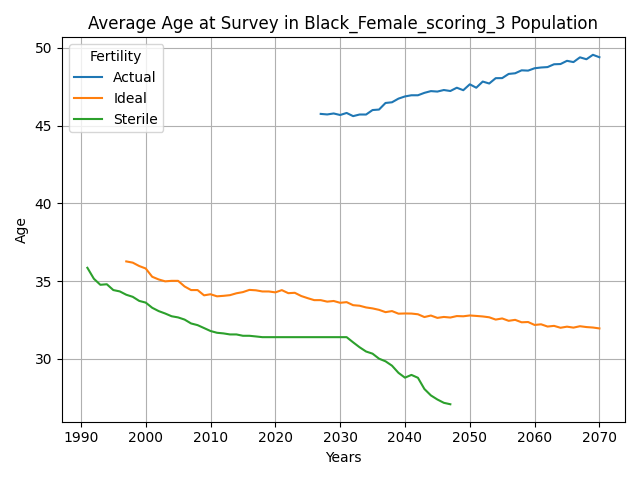 Average Age at Survey in Black_Female_scoring_3 Population
Fertility
Actual
Ideal
Sterile
50
45
40
35
30
Age
1990 2000 2010 2020 2030 2040 2050 2060 2070
Years